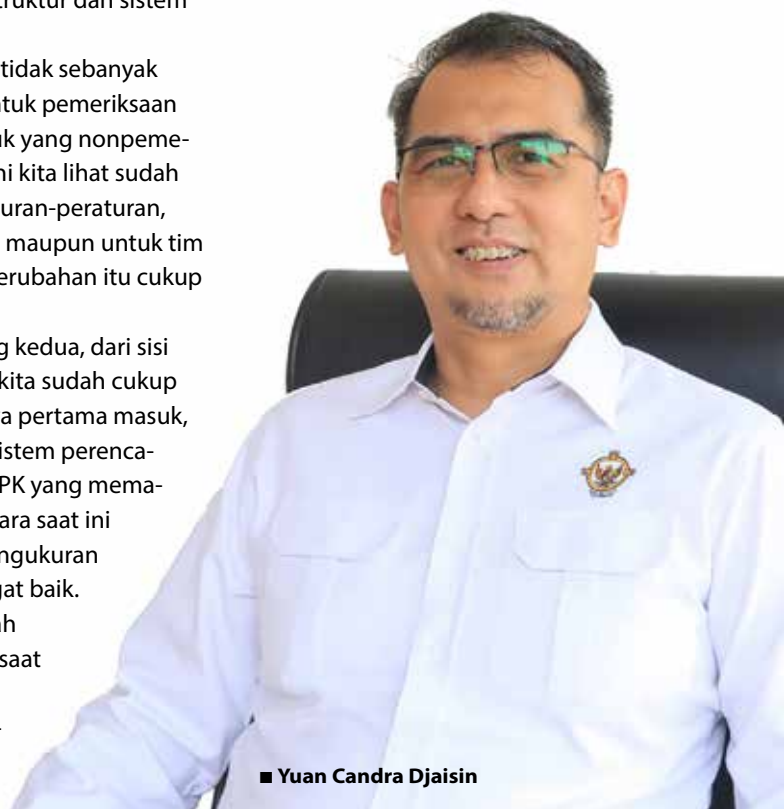 truktur dan sistem
tidak sebanyak
ntuk pemeriksaan
uk yang nonpeme-
ni kita lihat sudah
uran-peraturan,
maupun untuk tim
erubahan itu cukup
g kedua, dari sisi
kita sudah cukup
a pertama masuk,
istem perenca-
PK yang mema-
ara saat ini
ngukuran
gat baik.
ah
saat
■ Yuan Candra Djaisin